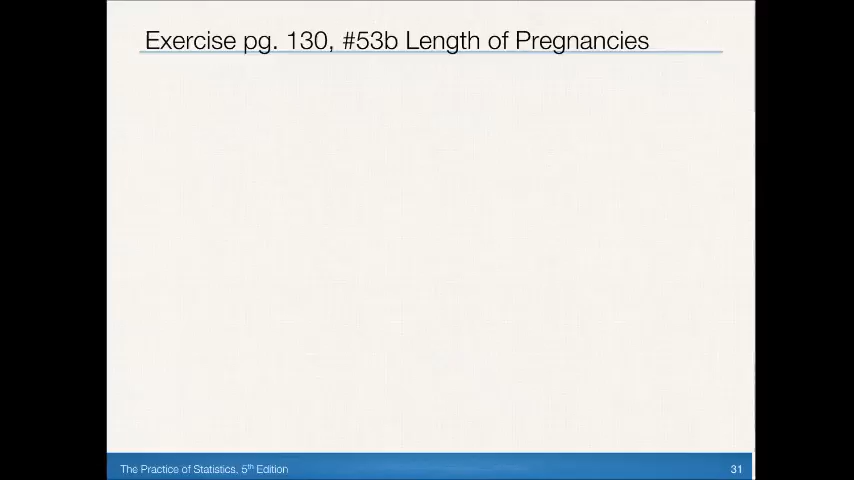 Exercise pg. 130, #53b Length of Pregnancies
The Practice of Statistics, 5th Edition
31